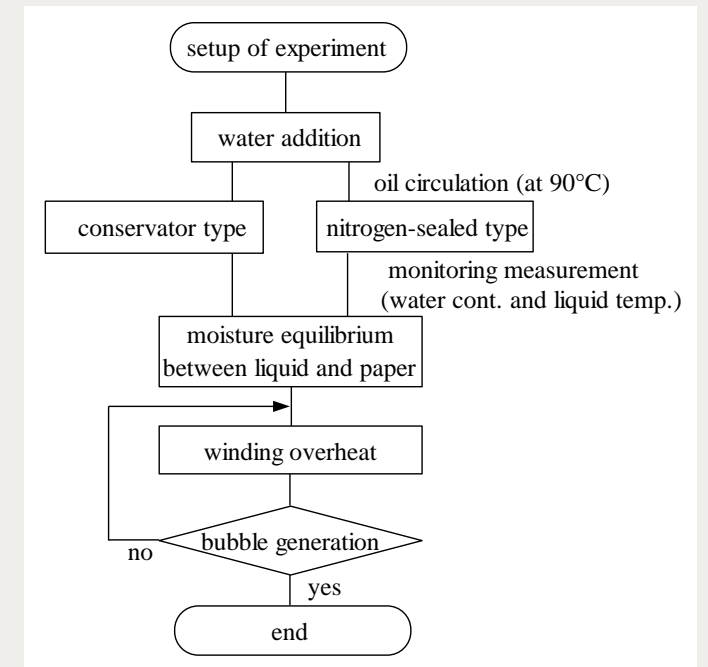 setup of experiment
water addition
oil circulation (at 90°C)
conservator type
nitrogen-sealed type
monitoring measurement
(water cont. and liquid temp.)
moisture equilibrium
between liquid and paper
winding overheat
bubble generation
no
yes
end